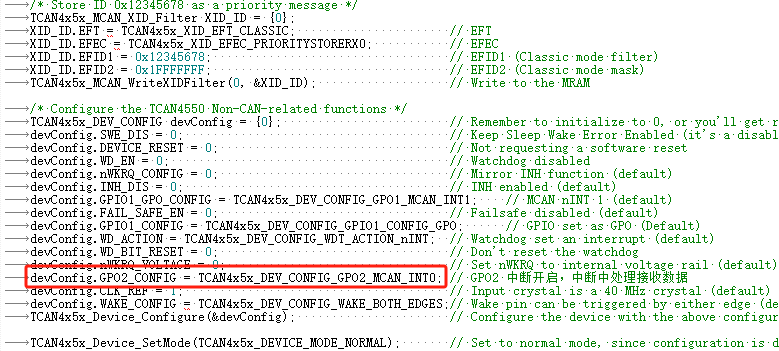 /* Store ID 0x12345678 as a priority message */
TCAN4x5x_MCAN_XID_Filter XID_ID = {0};
XID_ID.EFT = TCAN4x5x_XID_EFT_CLASSIC; // EFT
XID_ID.EFEC = TCAN4x5x_XID_EFEC_PRIORITYSTORERX0; // EFEC
XID_ID.EFID1 = 0x12345678; // EFID1 (Classic mode filter)
XID_ID.EFID2 = 0x1FFFFFFF; // EFID2 (Classic mode mask)
TCAN4x5x_MCAN_WriteXIDFilter(0, &XID_ID); // Write to the MRAM
/* Configure the TCAN4550 Non-CAN-related functions */
TCAN4x5x_DEV_CONFIG devConfig = {0}; // Remember to initialize to 0, or you'll get r
devConfig.SWE_DIS = 0; // Keep Sleep Wake Error Enabled (it's a disabl
devConfig.DEVICE_RESET = 0; // Not requesting a software reset
devConfig.WD_EN = 0; // Watchdog disabled
devConfig.nWKRQ_CONFIG = 0; // Mirror INH function (default)
devConfig.INH_DIS = 0; // INH enabled (default)
devConfig.GPIO1_GPO_CONFIG = TCAN4x5x_DEV_CONFIG_GPO1_MCAN_INT1; // MCAN nINT 1 (default)
devConfig.FAIL_SAFE_EN = 0; // Failsafe disabled (default)
devConfig.GPIO1_CONFIG = TCAN4x5x_DEV_CONFIG_GPIO1_CONFIG_GPO; // GPIO set as GPO (Default)
devConfig.WD_ACTION = TCAN4x5x_DEV_CONFIG_WDT_ACTION_nINT; // Watchdog set an interrupt (default)
devConfig.WD_BIT_RESET = 0; // Don't reset the watchdog
devConfig.nWKRQ_VOLTAGE = 0; // Set nWKRQ to internal voltage rail (default)
devConfig.GPO2_CONFIG = TCAN4x5x_DEV_CONFIG_GPO2_MCAN_INT0; // GPO2 中断开启，中断中处理接收数据
devConfig.CLK_REF = 1; // Input crystal is a 40 MHz crystal (default)
devConfig.WAKE_CONFIG = TCAN4x5x_DEV_CONFIG_WAKE_BOTH_EDGES; // Wake pin can be triggered by either edge (de
TCAN4x5x_Device_Configure(&devConfig); // Configure the device with the above configur
TCAN4x5x_Device_SetMode(TCAN4x5x_DEVICE_MODE_NORMAL); // Set to normal mode, since configuration is d